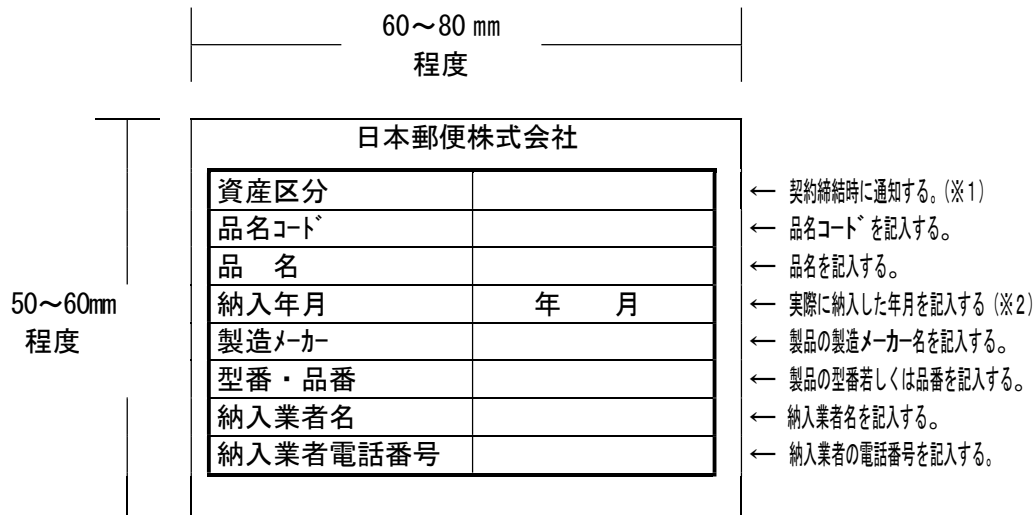 60～80 ㎜
程度
日本郵便株式会社
資産区分 ← 契約締結時に通知する。(※１)
品名ｺｰﾄﾞ ← 品名コードを記入する。
品　名 ← 品名を記入する。
50～60㎜
納入年月 年　月 ← 実際に納入した年月を記入する（※２）
程度
製造ﾒｰｶｰ ← 製品の製造メーカー名を記入する。
型番・品番 ← 製品の型番若しくは品番を記入する。
納入業者名 ← 納入業者名を記入する。
納入業者電話番号 ← 納入業者の電話番号を記入する。